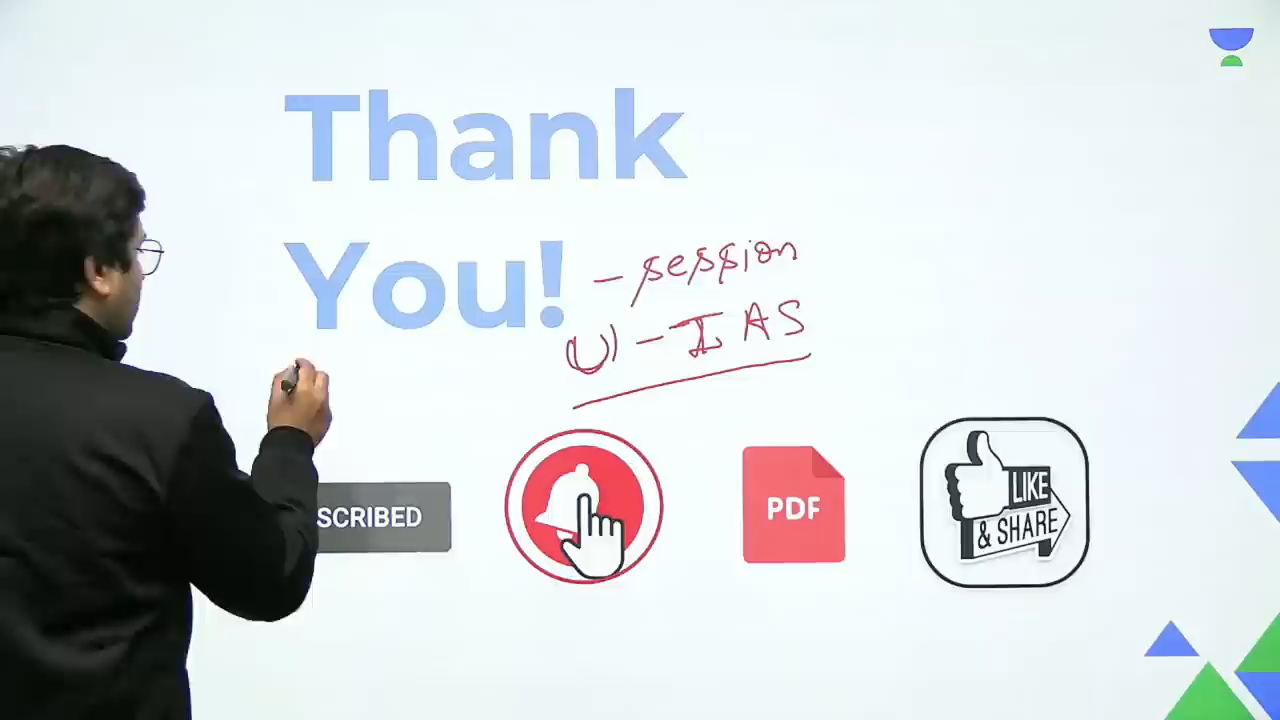 Thank
You!
- session
U) - IAS
SCRIBED
PDF
LIKE
& SHARE